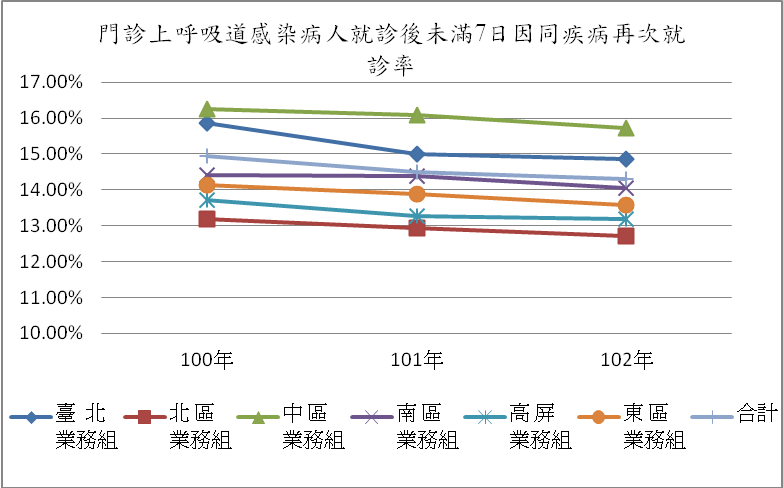 門診上呼吸道感染病人就診後未滿7日因同疾病再次就
診率
17.00%
16.00%
15.00%
14.00%
13.00%
12.00%
11.00%
10.00%
100年 101年 102年
臺北 北區 中區 南區 高屏 東區 合計
業務組 業務組 業務組 業務組 業務組 業務組